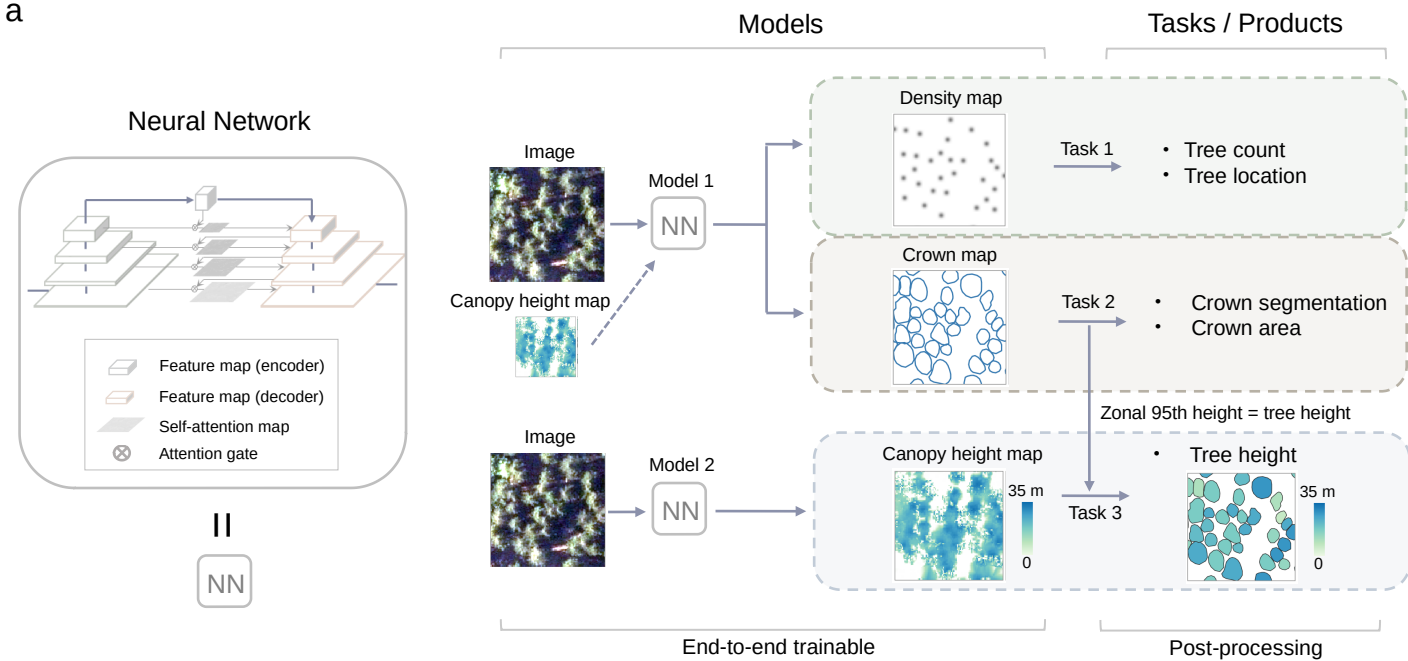 a
Models
Tasks / Products
Neural Network
Feature map (encoder)
Feature map (decoder)
Self-attention map
Attention gate
NN
Image
Model 1
NN
Canopy height map
Density map
Task 1
• Tree count
• Tree location
Crown map
Task 2
• Crown segmentation
• Crown area
Zonal 95th height = tree height
Image
Model 2
NN
Canopy height map
35 m
0
Task 3
• Tree height
35 m
0
End-to-end trainable
Post-processing